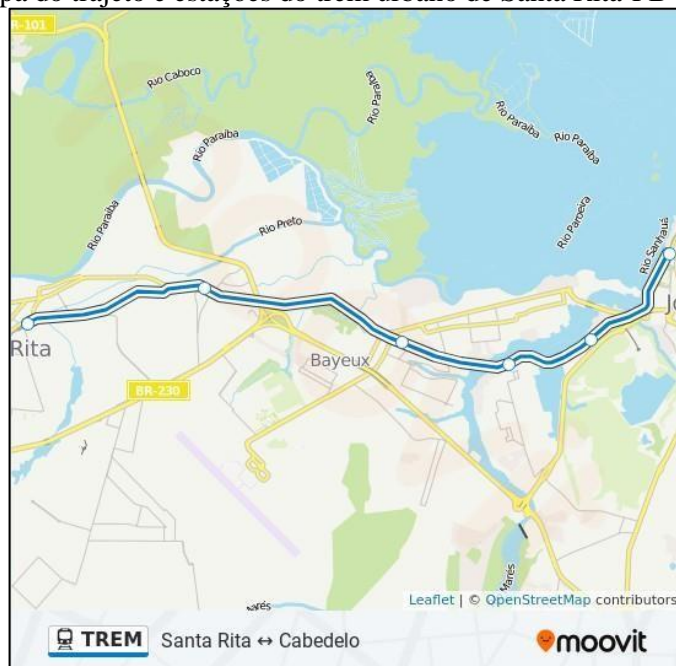 pa do trajeto e estações do trem urbano de Santa Rita-PB
BR-101
Rio Caboco
Rio Paraíba
Rio Paraíba
Rio Paraíba
Rio Paraíba
Rio Paraíba
Rio Preto
Rio Paroeira
Rio Sanhauá
Jo
Rita
Bayeux
BR-230
Marés
Leaflet | © OpenStreetMap contributors
TREM Santa Rita ↔ Cabedelo
moovit